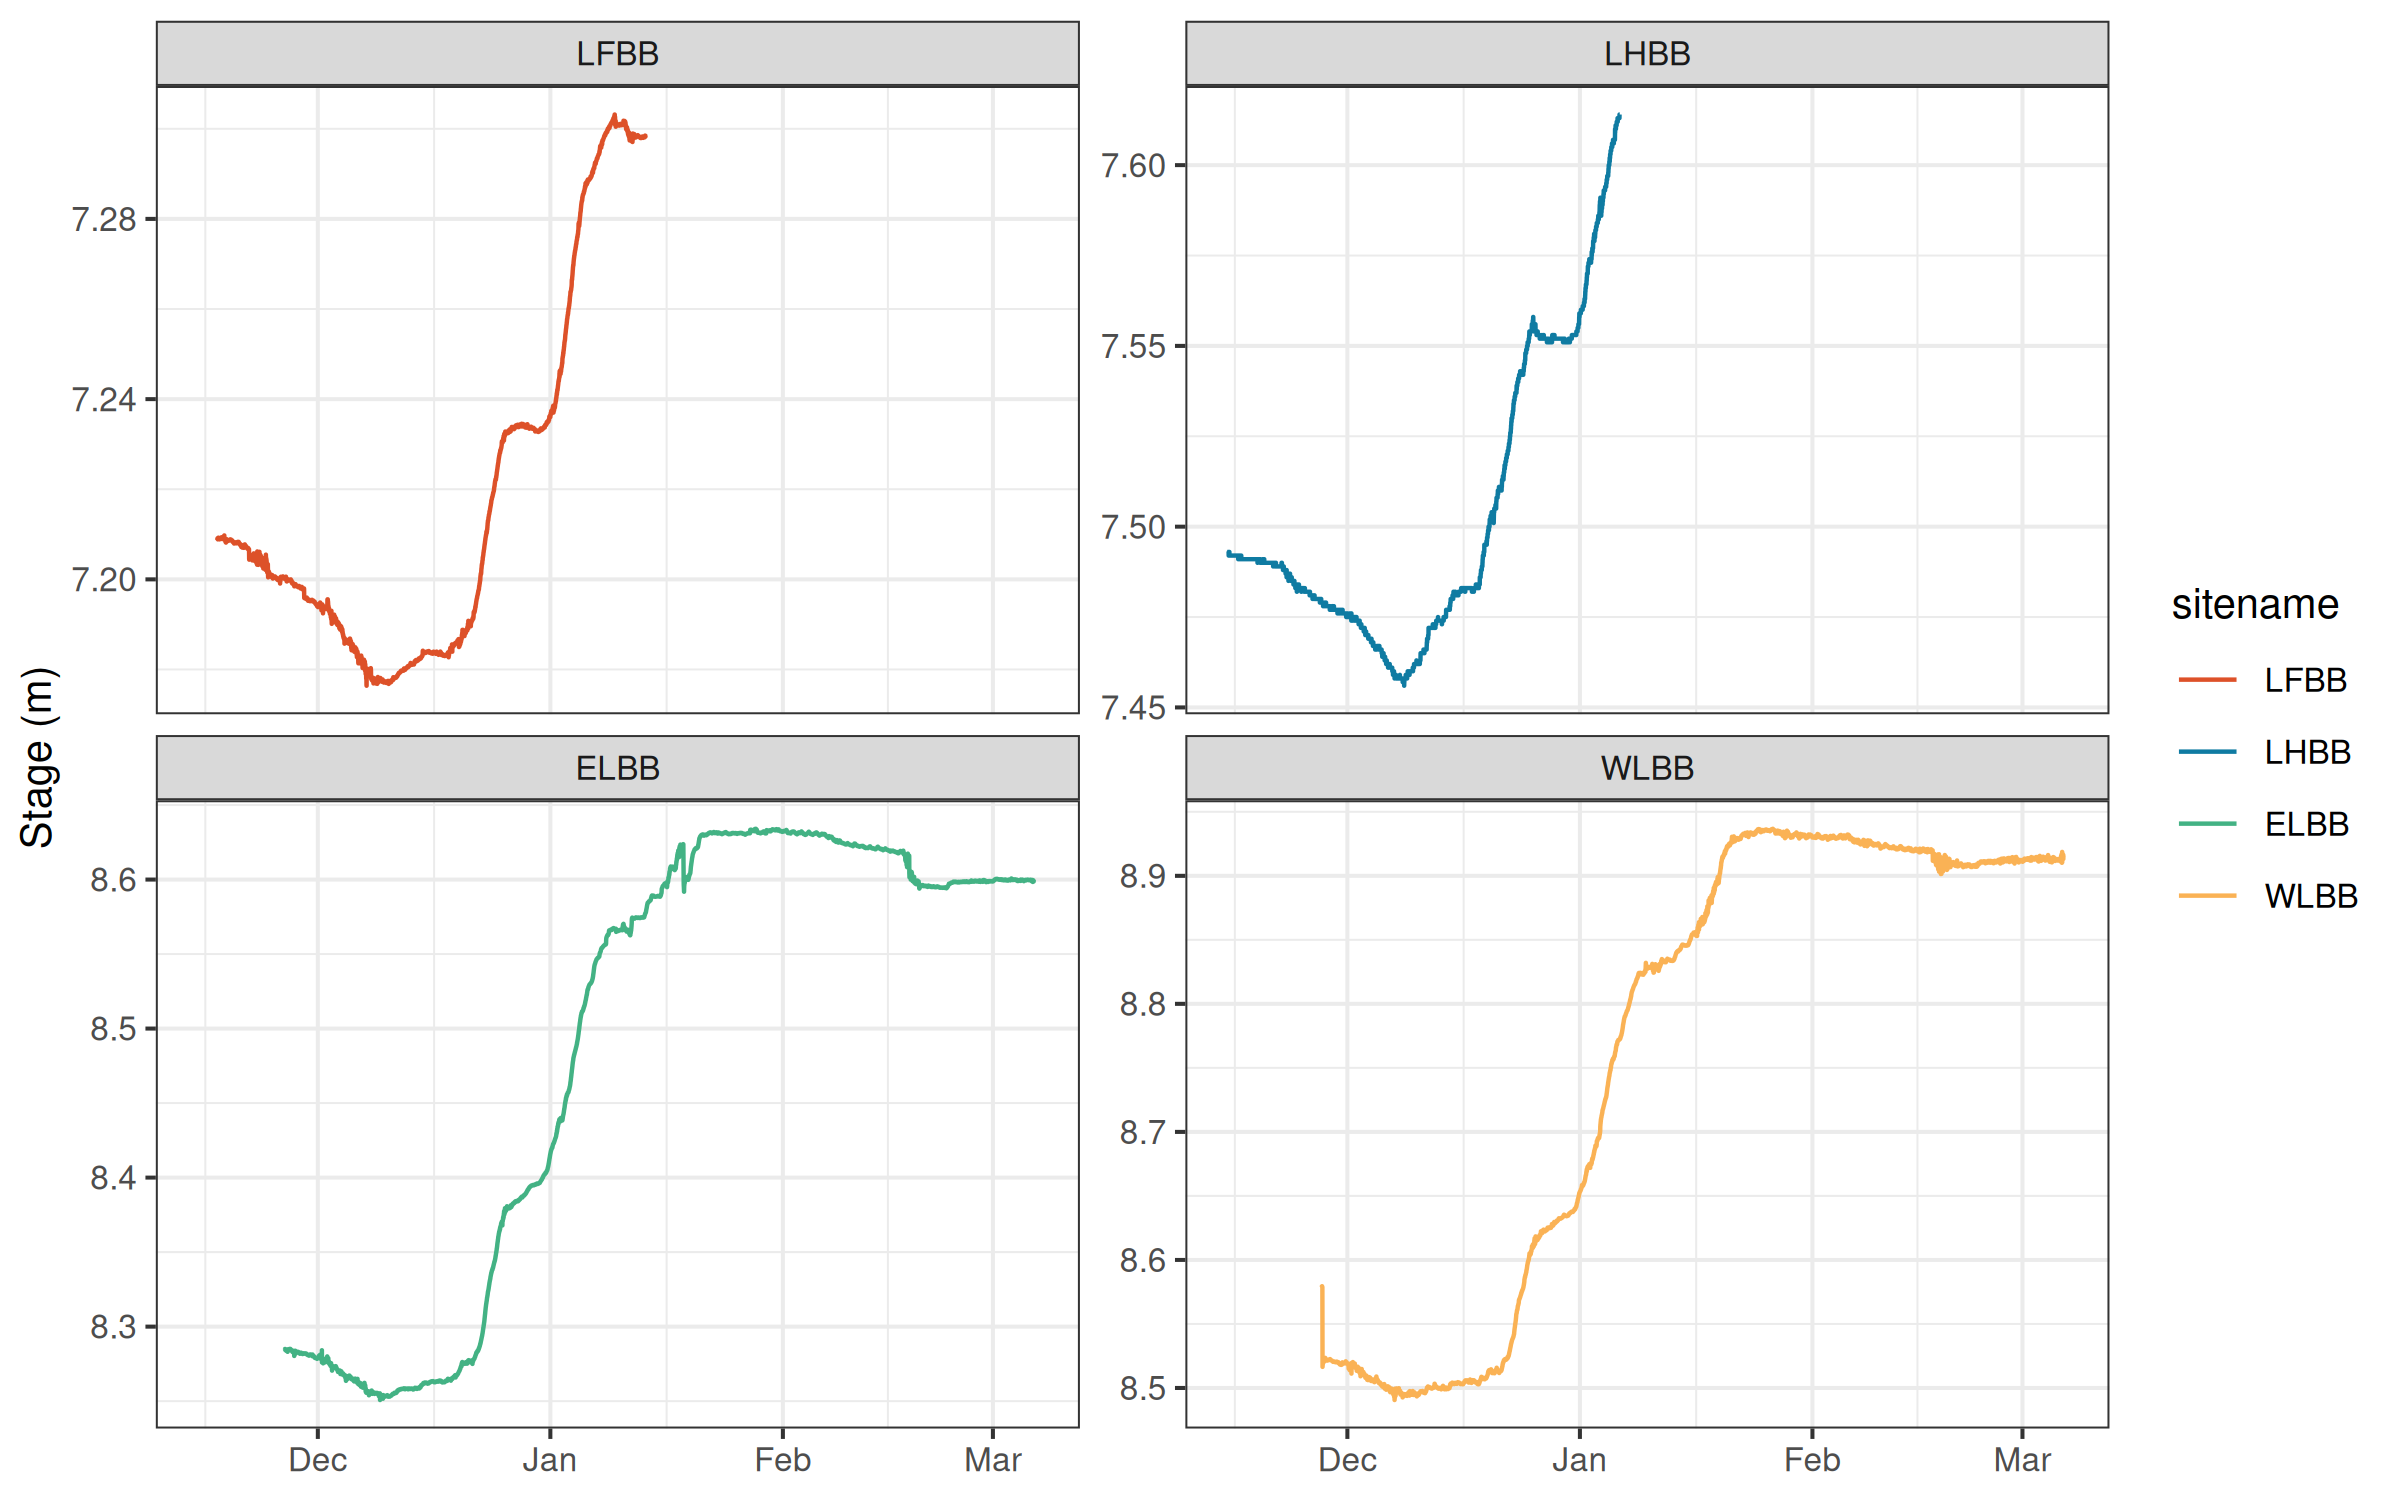 LFBB
LHBB
7.28
7.24
7.20
7.60
7.55
7.50
7.45
Stage (m)
ELBB
WLBB
8.6
8.5
8.4
8.3
8.9
8.8
8.7
8.6
8.5
Dec Jan Feb Mar
Dec Jan Feb Mar
sitename
LFBB
LHBB
ELBB
WLBB